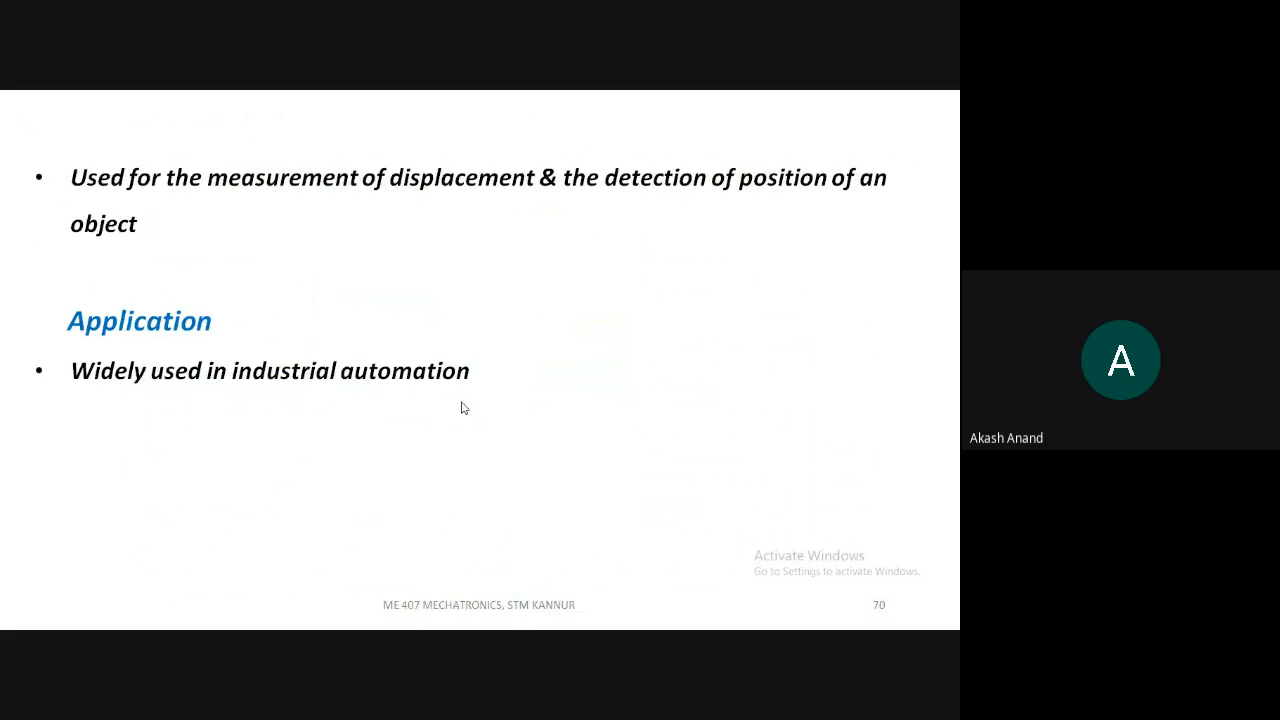 • Used for the measurement of displacement & the detection of position of an
object
Application
• Widely used in industrial automation
A
Akash Anand
Activate Windows
Go to Settings to activate Windows.
ME 407 MECHATRONICS, STM KANNUR
70